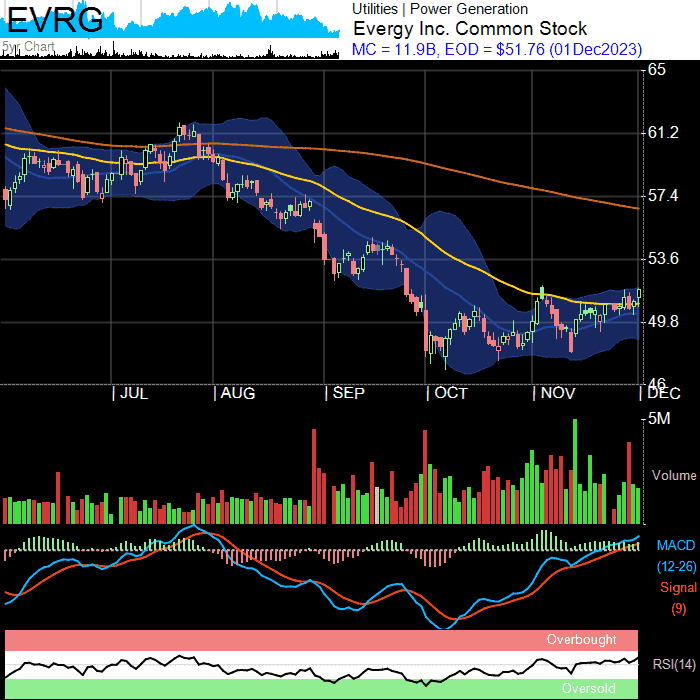 EVRG
5yr Chart
Utilities | Power Generation
Evergy Inc. Common Stock
MC = 11.9B, EOD = $51.76 (01Dec2023)
65
61.2
57.4
53.6
49.8
46
JUL
AUG
SEP
OCT
NOV
DEC
5M
Volume
MACD
(12-26)
Signal
(9)
Overbought
RSI(14)
Oversold